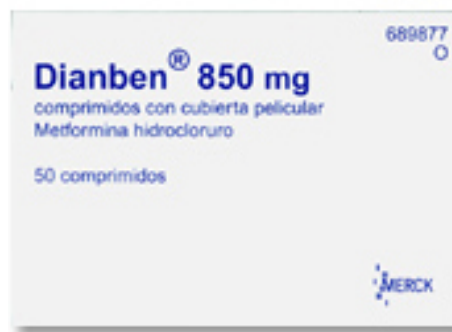 689877
O
Dianben® 850 mg
comprimidos con cubierta pelicular
Metformina hidrocloruro
50 comprimidos
MERCK